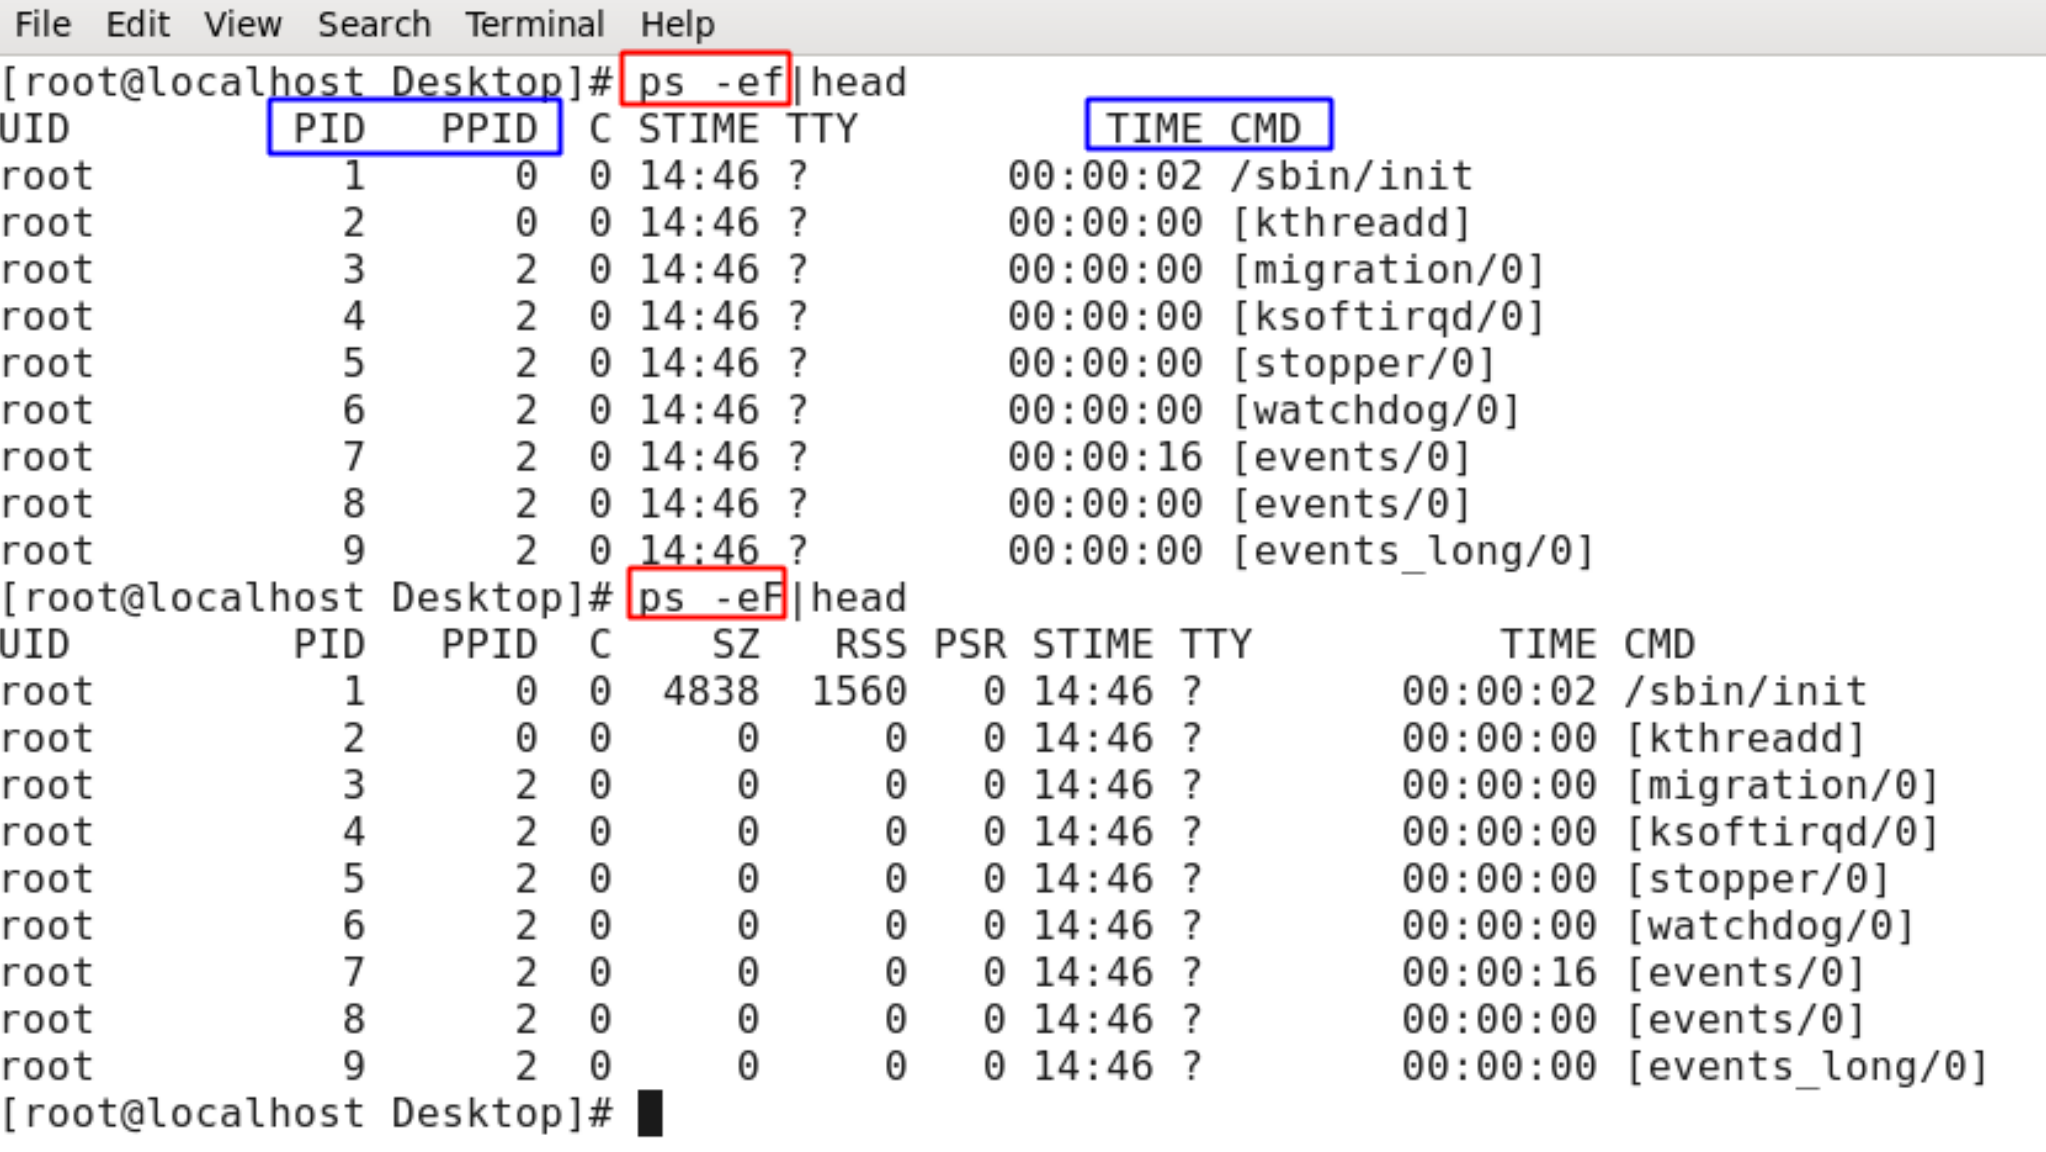 File Edit View Search Terminal Help
[root@localhost Desktop]# ps -ef|head
UID PID PPID C STIME TTY TIME CMD
root 1 0 0 14:46 ? 00:00:02 /sbin/init
root 2 0 0 14:46 ? 00:00:00 [kthreadd]
root 3 2 0 14:46 ? 00:00:00 [migration/0]
root 4 2 0 14:46 ? 00:00:00 [ksoftirqd/0]
root 5 2 0 14:46 ? 00:00:00 [stopper/0]
root 6 2 0 14:46 ? 00:00:00 [watchdog/0]
root 7 2 0 14:46 ? 00:00:16 [events/0]
root 8 2 0 14:46 ? 00:00:00 [events/0]
root 9 2 0 14:46 ? 00:00:00 [events_long/0]
[root@localhost Desktop]# ps -eF|head
UID PID PPID C SZ RSS PSR STIME TTY TIME CMD
root 1 0 0 4838 1560 0 14:46 ? 00:00:02 /sbin/init
root 2 0 0 0 0 0 14:46 ? 00:00:00 [kthreadd]
root 3 2 0 0 0 0 14:46 ? 00:00:00 [migration/0]
root 4 2 0 0 0 0 14:46 ? 00:00:00 [ksoftirqd/0]
root 5 2 0 0 0 0 14:46 ? 00:00:00 [stopper/0]
root 6 2 0 0 0 0 14:46 ? 00:00:00 [watchdog/0]
root 7 2 0 0 0 0 14:46 ? 00:00:16 [events/0]
root 8 2 0 0 0 0 14:46 ? 00:00:00 [events/0]
root 9 2 0 0 0 0 14:46 ? 00:00:00 [events_long/0]
[root@localhost Desktop]#